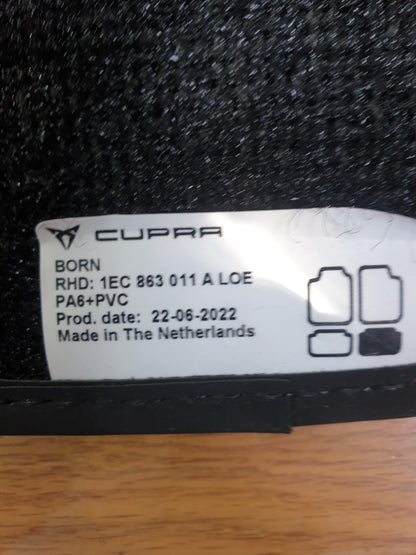 CUPRA
BORN
RHD: 1EC 863 011 A LOE
PA6+PVC
Prod. date: 22-06-2022
Made in The Netherlands